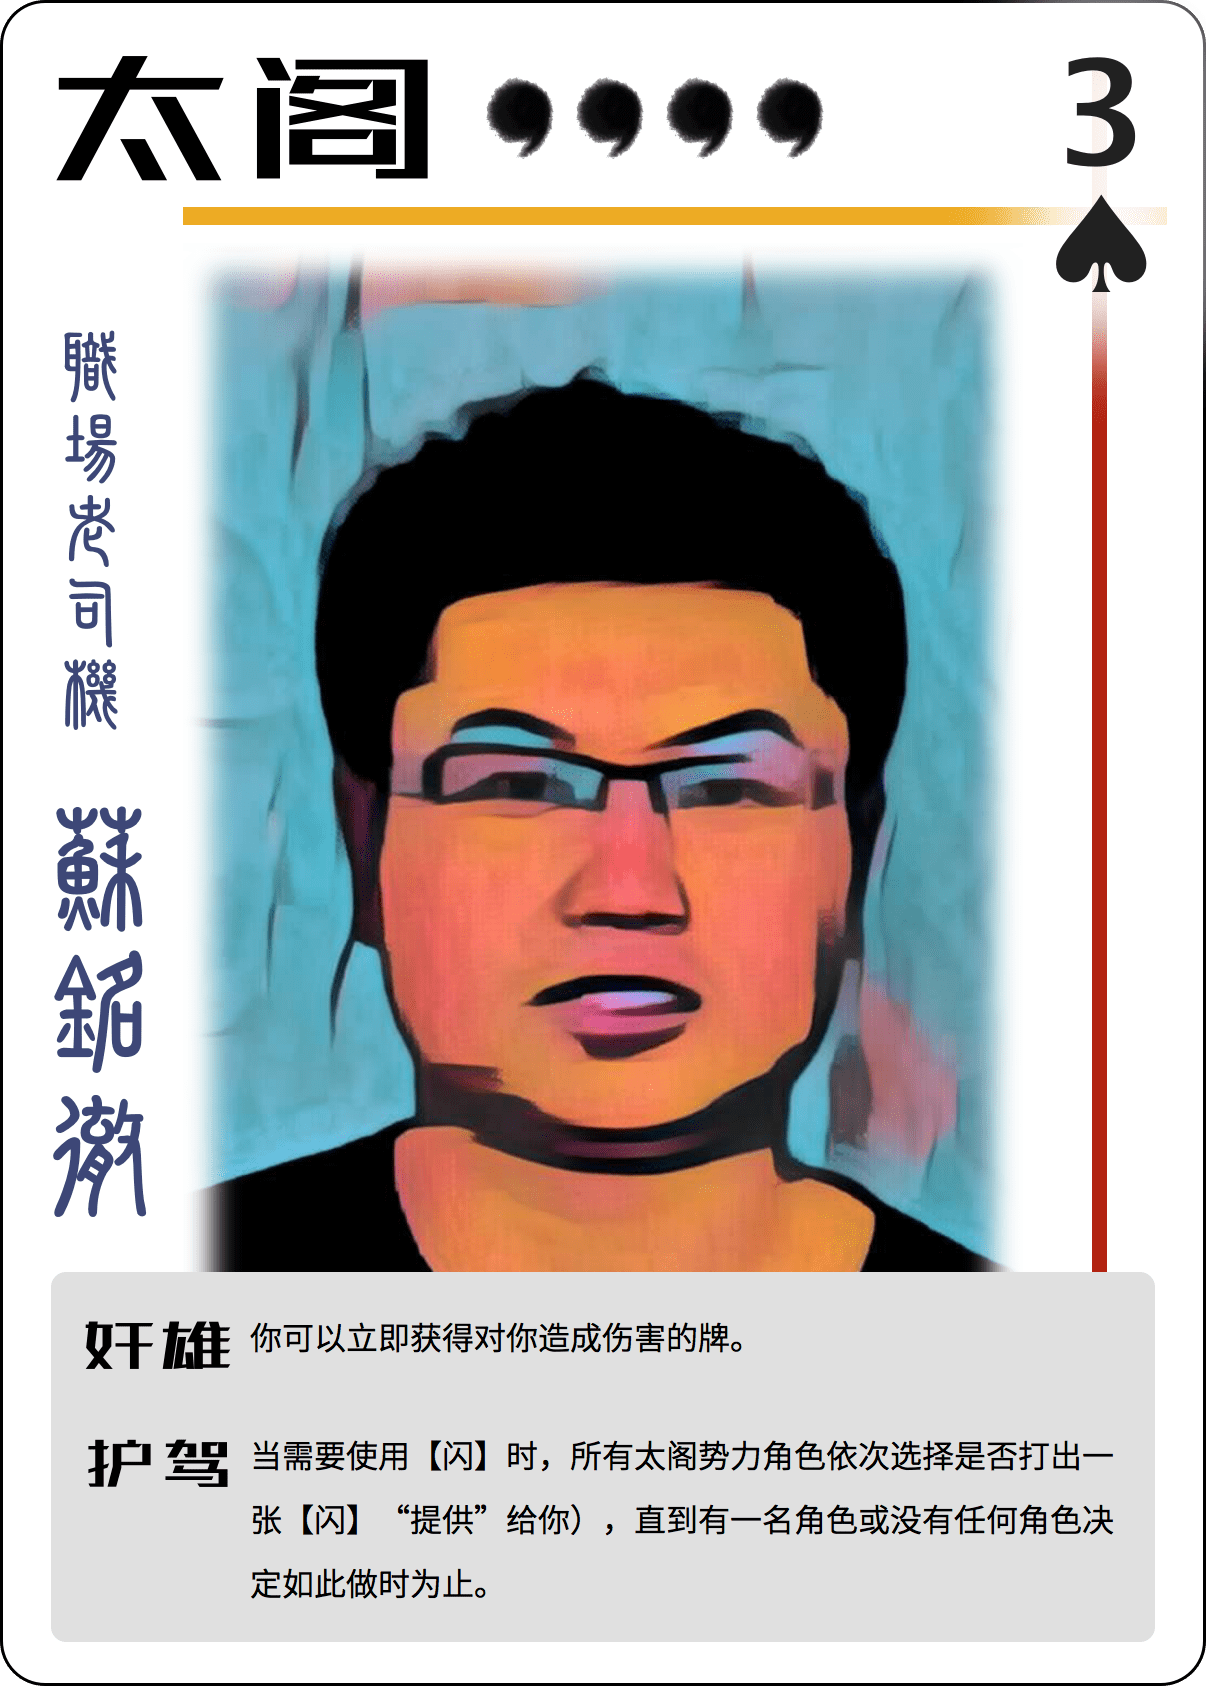 太阁
3
職場老司機
蘇銘徹
奸雄 你可以立即获得对你造成伤害的牌。
护驾 当需要使用【闪】时，所有太阁势力角色依次选择是否打出一
张【闪】“提供”给你），直到有一名角色或没有任何角色决
定如此做时为止。